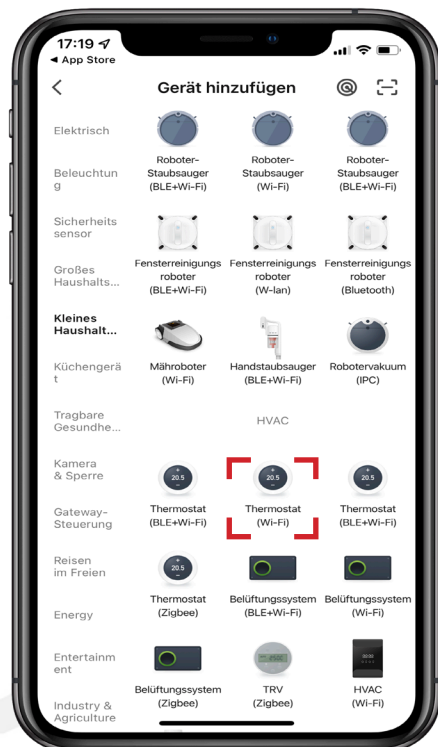 17:19
◀ App Store
Gerät hinzufügen
Elektrisch
Beleuchtun
g
Sicherheits
sensor
Großes
Haushalts...
Kleines
Haushalt...
Küchengerä
t
Tragbare
Gesundhe...
Kamera
& Sperre
Gateway-
Steuerung
Reisen
im Freien
Energy
Entertainm
ent
Industry &
Agriculture
Roboter-
Staubsauger
(BLE+Wi-Fi)
Roboter-
Staubsauger
(Wi-Fi)
Roboter-
Staubsauger
(BLE+Wi-Fi)
Fensterreinigungs
roboter
(BLE+Wi-Fi)
Fensterreinigungs
roboter
(W-lan)
Fensterreinigungs
roboter
(Bluetooth)
Mähroboter
(Wi-Fi)
Handstaubsauger
(BLE+Wi-Fi)
Robotervakuum
(IPC)
HVAC
20.5
Thermostat
(BLE+Wi-Fi)
20.5
Thermostat
(Wi-Fi)
20.5
Thermostat
(BLE+Wi-Fi)
20.5
Thermostat
(Zigbee)
Belüftungssystem
(BLE+Wi-Fi)
Belüftungssystem
(Wi-Fi)
Belüftungssystem
(Zigbee)
TRV
(Zigbee)
HVAC
(Wi-Fi)